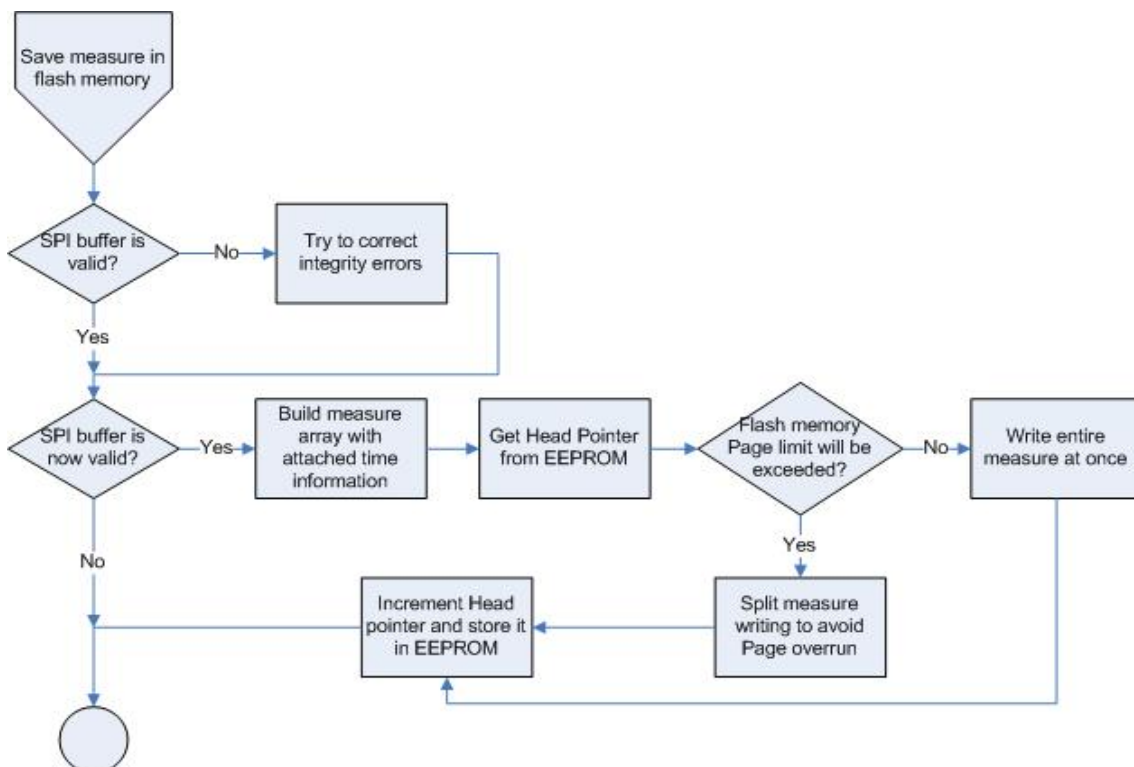 Save measure in
flash memory
SPI buffer is
valid?
No
Try to correct
integrity errors
Yes
SPI buffer is
now valid?
Yes
Build measure
array with
attached time
information
Get Head Pointer
from EEPROM
Flash memory
Page limit will be
exceeded?
No
Write entire
measure at once
No
Yes
Increment Head
pointer and store it
in EEPROM
Split measure
writing to avoid
Page overrun